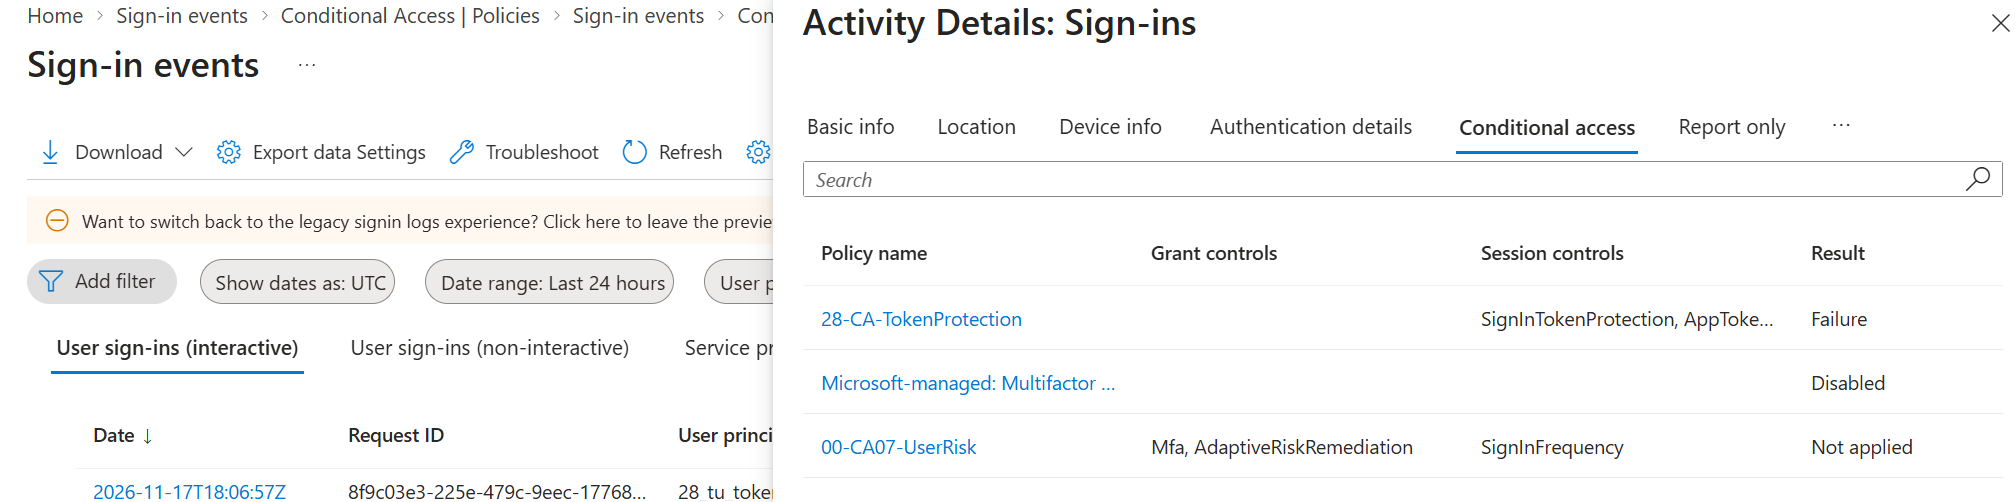 Home > Sign-in events > Conditional Access | Policies > Sign-in events > Con
Sign-in events ...
Download Export data Settings Troubleshoot Refresh
Want to switch back to the legacy signin logs experience? Click here to leave the previe
Add filter Show dates as: UTC Date range: Last 24 hours User p
User sign-ins (interactive) User sign-ins (non-interactive) Service pr
Date ↓ Request ID User princi
2026-11-17T18:06:57Z 8f9c03e3-225e-479c-9eec-17768... 28_tu_token
Activity Details: Sign-ins
Basic info Location Device info Authentication details Conditional access Report only ...
Search
Policy name Grant controls Session controls Result
28-CA-TokenProtection SignInTokenProtection, AppToke... Failure
Microsoft-managed: Multifactor ... Disabled
00-CA07-UserRisk Mfa, AdaptiveRiskRemediation SignInFrequency Not applied